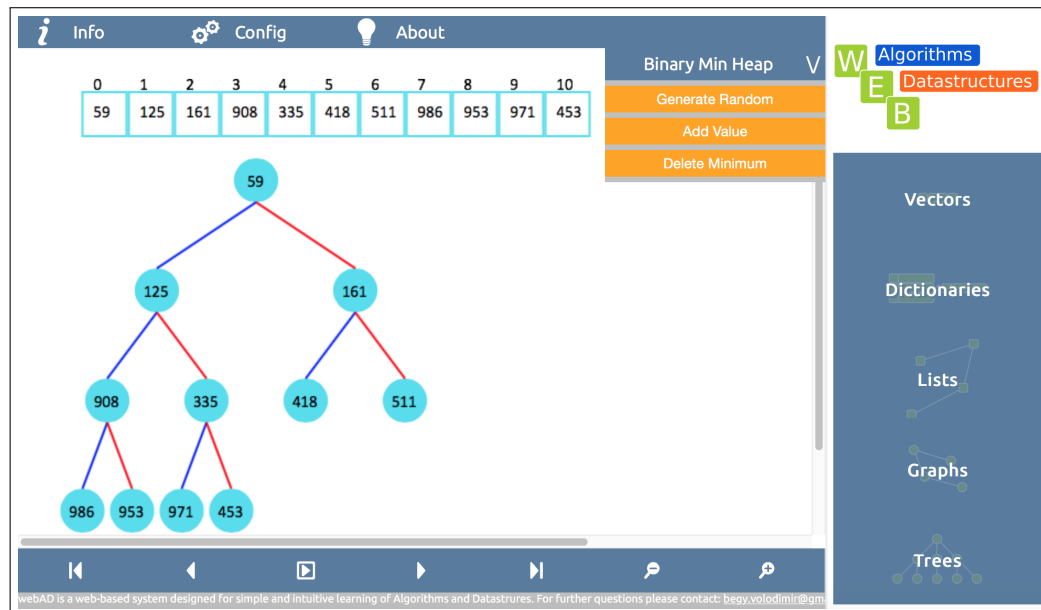 Info Config About
Binary Min Heap V
Generate Random
Add Value
Delete Minimum
0 1 2 3 4 5 6 7 8 9 10
59 125 161 908 335 418 511 986 953 971 453
59
125 161
908 335 418 511
986 953 971 453
W Algorithms
E Datastructures
B
Vectors
Dictionaries
Lists
Graphs
Trees
webAD is a web-based system designed for simple and intuitive learning of Algorithms and Datastrures. For further questions please contact: begy.volodimir@gm